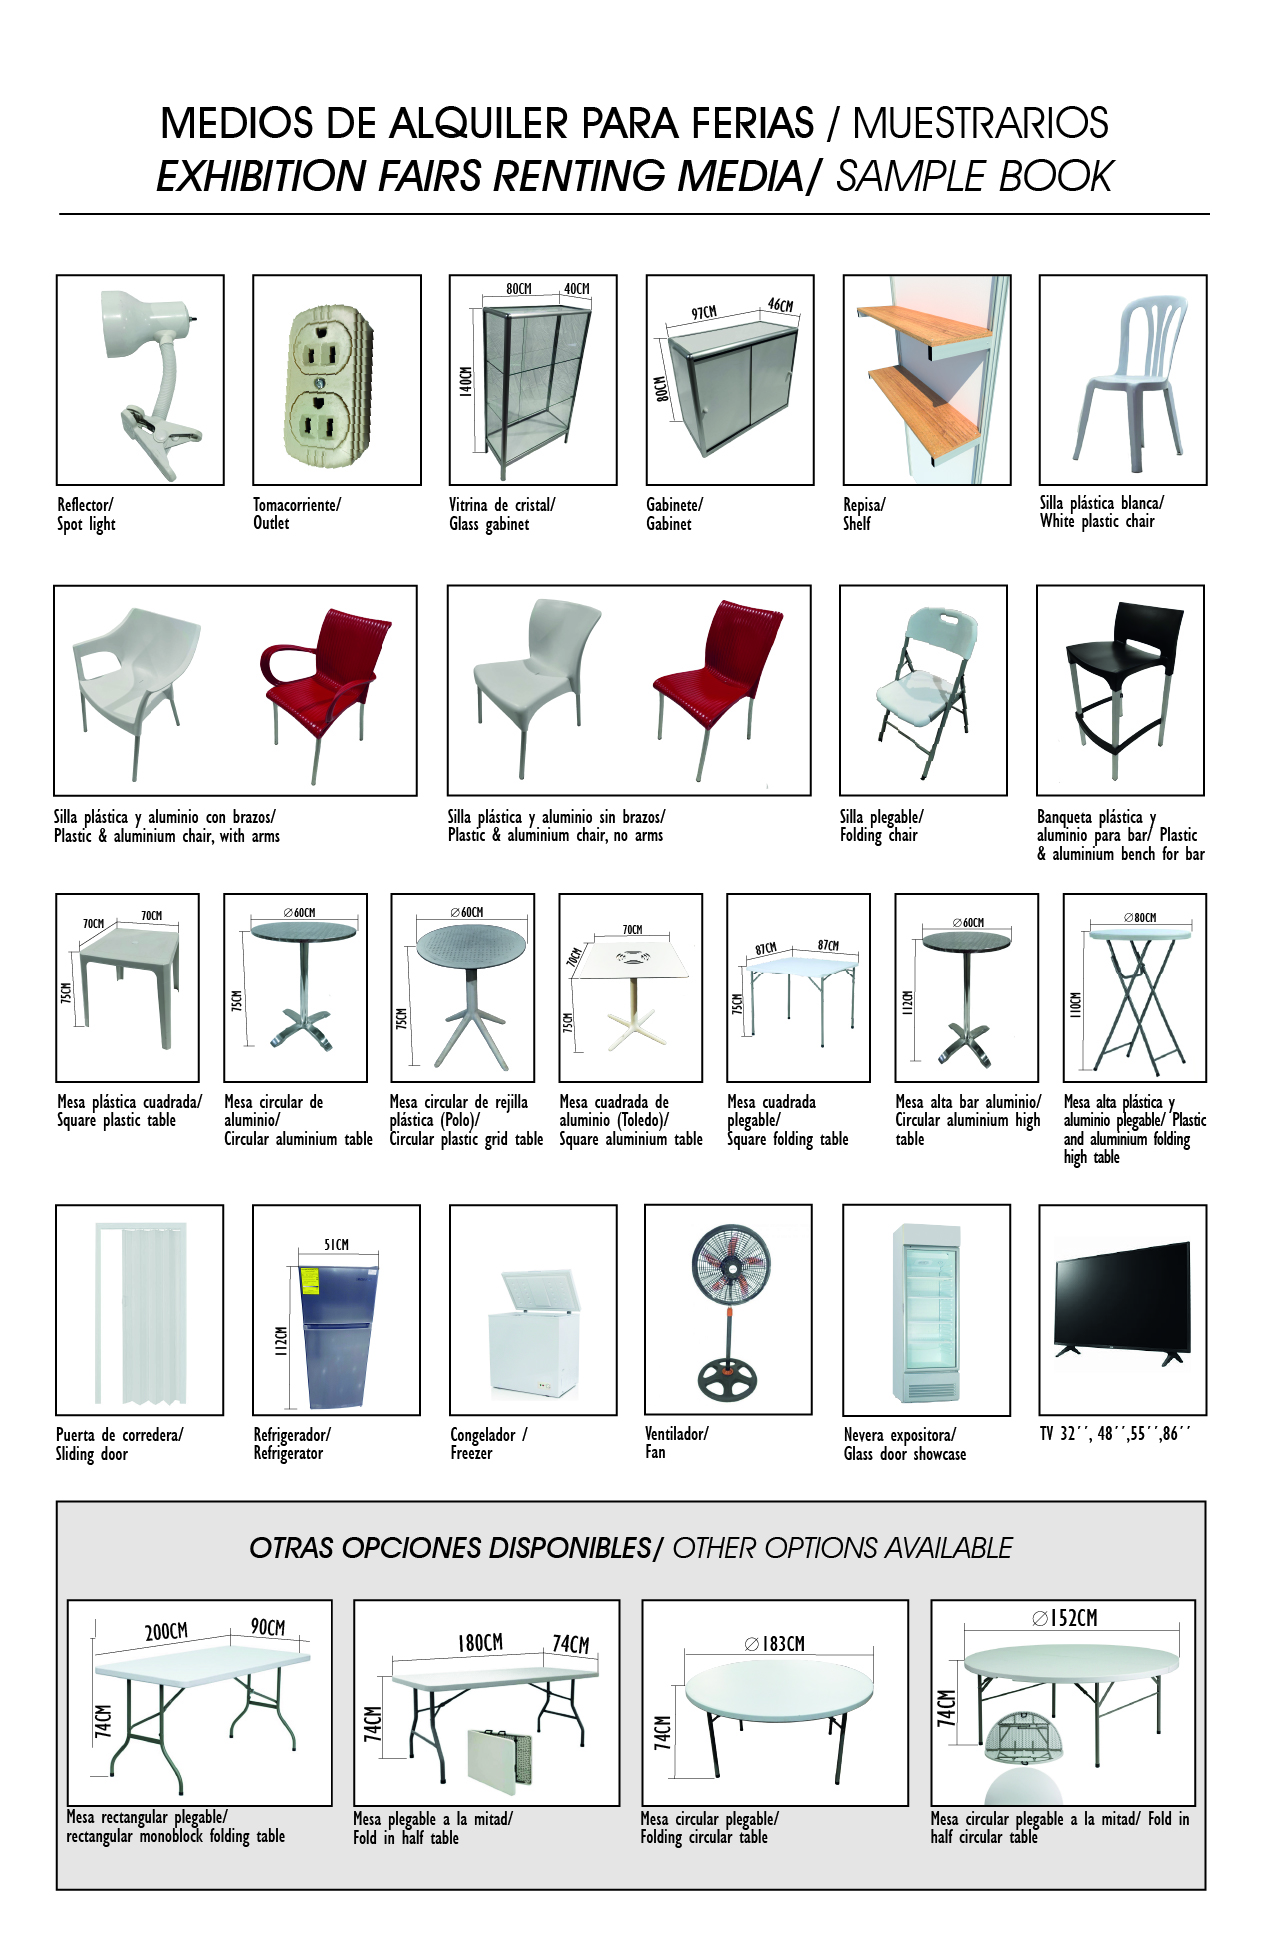 MEDIOS DE ALQUILER PARA FERIAS / MUESTRARIOS
EXHIBITION FAIRS RENTING MEDIA/ SAMPLE BOOK
80CM
40CM
140CM
97CM
46CM
80CM
Reflector/
Spot light
Tomacorriente/
Outlet
Vitrina de cristal/
Glass gabinet
Gabinete/
Gabinet
Repisa/
Shelf
Silla plástica blanca/
White plastic chair
Silla plástica y aluminio con brazos/
Plastic & aluminium chair, with arms
Silla plástica y aluminio sin brazos/
Plastic & aluminium chair, no arms
Silla plegable/
Folding chair
Banqueta plástica y
aluminio para bar/ Plastic
& aluminium bench for bar
70CM
70CM
75CM
∅60CM
75CM
∅60CM
75CM
70CM
70CM
75CM
87CM
87CM
75CM
∅60CM
112CM
∅80CM
110CM
Mesa plástica cuadrada/
Square plastic table
Mesa circular de
aluminio/
Circular aluminium table
Mesa circular de rejilla
plástica (Polo)/
Circular plastic grid table
Mesa cuadrada de
aluminio (Toledo)/
Square aluminium table
Mesa cuadrada
plegable/
Square folding table
Mesa alta bar aluminio/
Circular aluminium high
table
Mesa alta plástica y
aluminio plegable/ Plastic
and aluminium folding
high table
51CM
112CM
Puerta de corredera/
Sliding door
Refrigerador/
Refrigerator
Congelador /
Freezer
Ventilador/
Fan
Nevera expositora/
Glass door showcase
TV 32´´, 48´´,55´´,86´´
OTRAS OPCIONES DISPONIBLES/ OTHER OPTIONS AVAILABLE
200CM
90CM
74CM
180CM
74CM
74CM
∅183CM
74CM
∅152CM
74CM
Mesa rectangular plegable/
rectangular monoblock folding table
Mesa plegable a la mitad/
Fold in half table
Mesa circular plegable/
Folding circular table
Mesa circular plegable a la mitad/ Fold in
half circular table